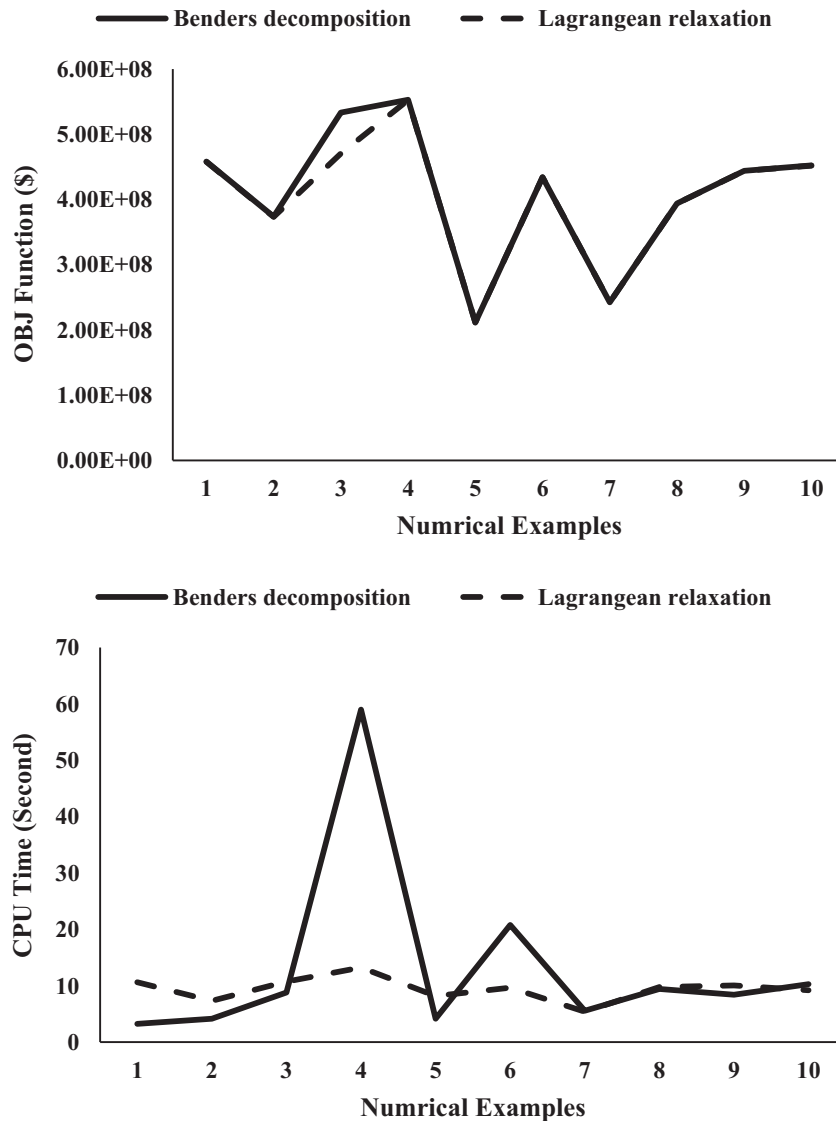 Benders decomposition Lagrangean relaxation
6.00E+08
5.00E+08
4.00E+08
3.00E+08
2.00E+08
1.00E+08
0.00E+00
OBJ Function ($)
1 2 3 4 5 6 7 8 9 10
Numrical Examples
Benders decomposition Lagrangean relaxation
70
60
50
40
30
20
10
0
CPU Time (Second)
1 2 3 4 5 6 7 8 9 10
Numrical Examples